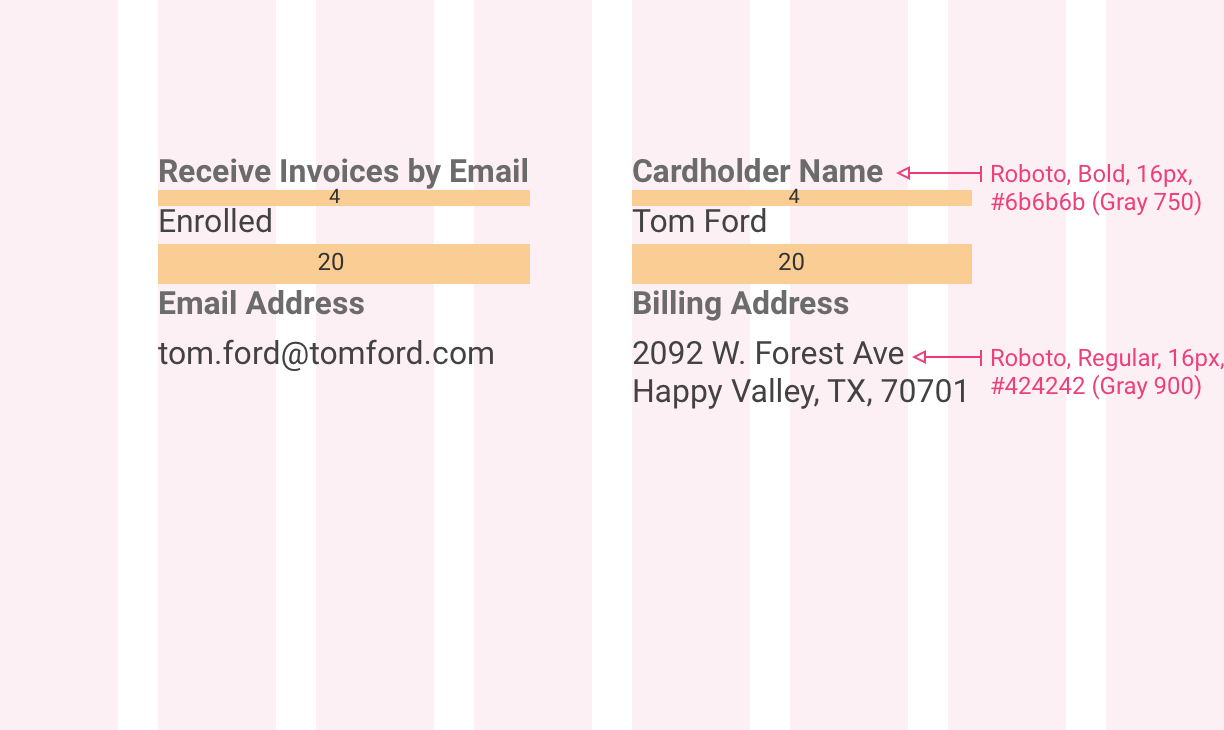 Receive Invoices by Email
4
Enrolled
20
Email Address
tom.ford@tomford.com
Cardholder Name
4
Tom Ford
20
Billing Address
2092 W. Forest Ave
Happy Valley, TX, 70701
Roboto, Bold, 16px,
#6b6b6b (Gray 750)
Roboto, Regular, 16px,
#424242 (Gray 900)